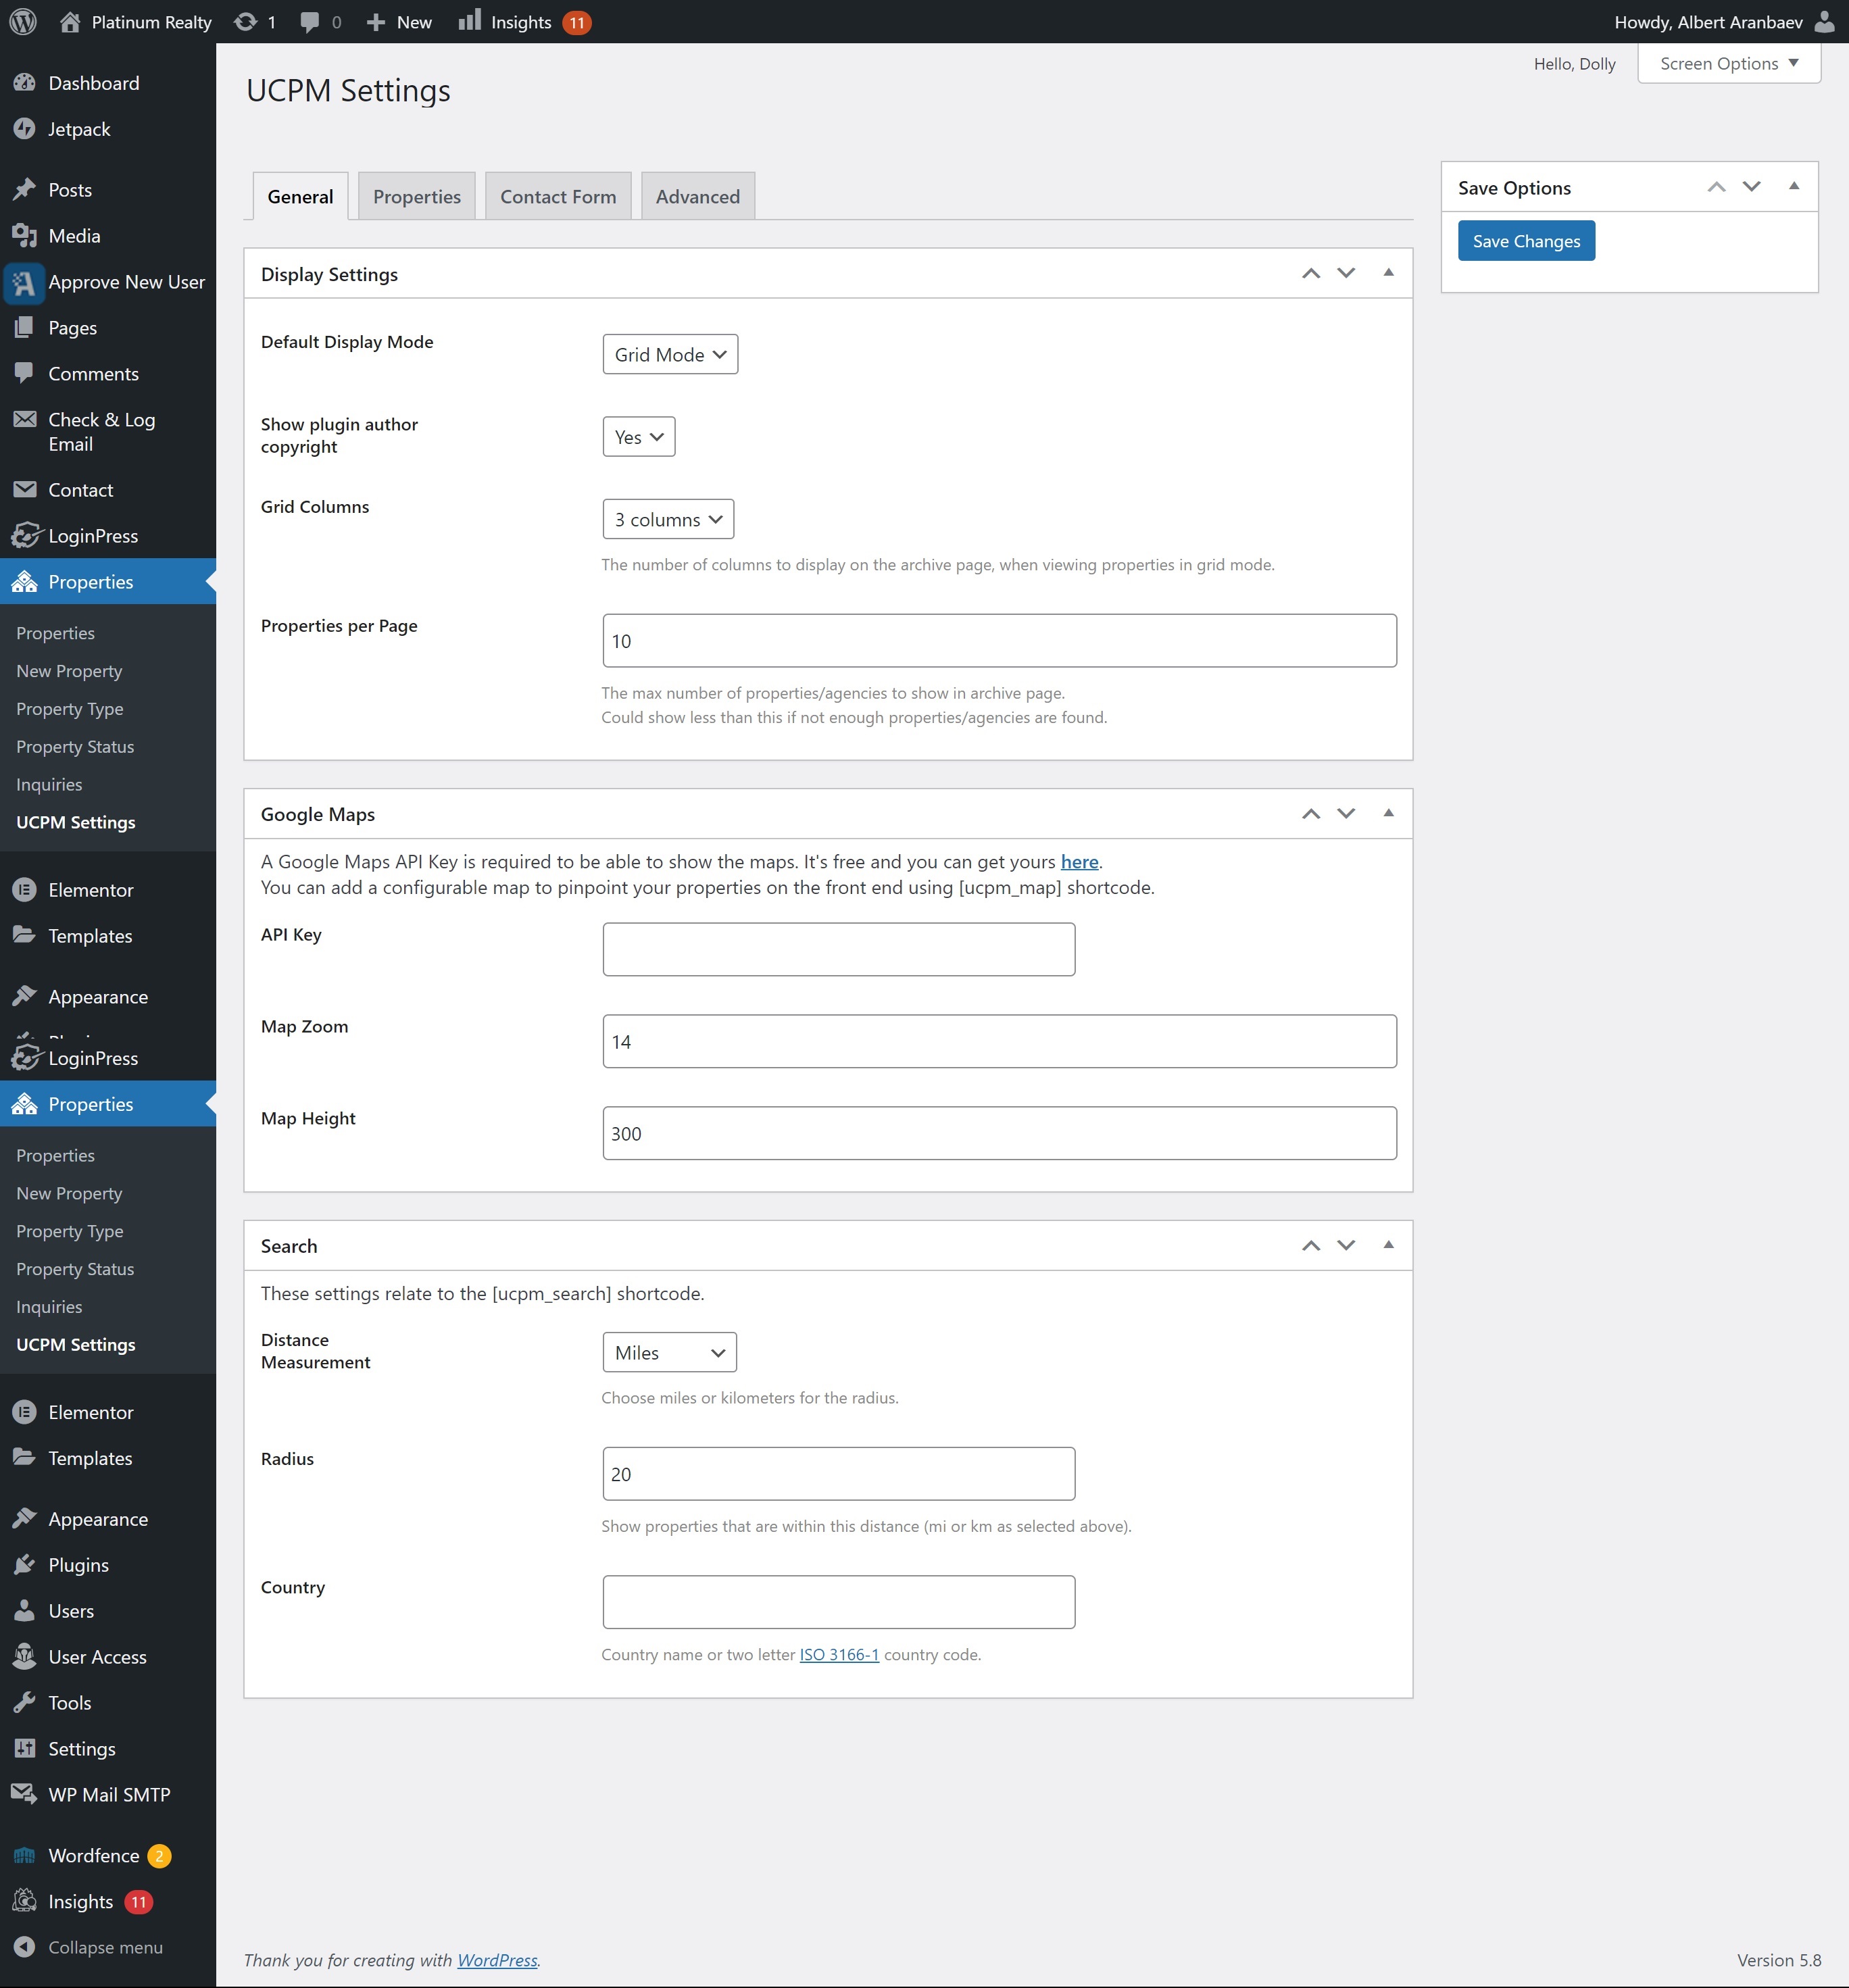 Platinum Realty
1
0
New
Insights
11
Howdy, Albert Aranbaev
Dashboard
Jetpack
Posts
Media
Approve New User
Pages
Comments
Check & Log
Email
Contact
LoginPress
Properties
Properties
New Property
Property Type
Property Status
Inquiries
UCPM Settings
Elementor
Templates
Appearance
LoginPress
Properties
Properties
New Property
Property Type
Property Status
Inquiries
UCPM Settings
Elementor
Templates
Appearance
Plugins
Users
User Access
Tools
Settings
WP Mail SMTP
Wordfence 2
Insights 11
Collapse menu
Hello, Dolly
Screen Options
UCPM Settings
General
Properties
Contact Form
Advanced
Display Settings
Default Display Mode
Grid Mode
Show plugin author
copyright
Yes
Grid Columns
3 columns
The number of columns to display on the archive page, when viewing properties in grid mode.
Properties per Page
10
The max number of properties/agencies to show in archive page.
Could show less than this if not enough properties/agencies are found.
Google Maps
A Google Maps API Key is required to be able to show the maps. It's free and you can get yours here.
You can add a configurable map to pinpoint your properties on the front end using [ucpm_map] shortcode.
API Key
Map Zoom
14
Map Height
300
Search
These settings relate to the [ucpm_search] shortcode.
Distance
Measurement
Miles
Choose miles or kilometers for the radius.
Radius
20
Show properties that are within this distance (mi or km as selected above).
Country
Country name or two letter ISO 3166-1 country code.
Save Options
Save Changes
Thank you for creating with WordPress.
Version 5.8